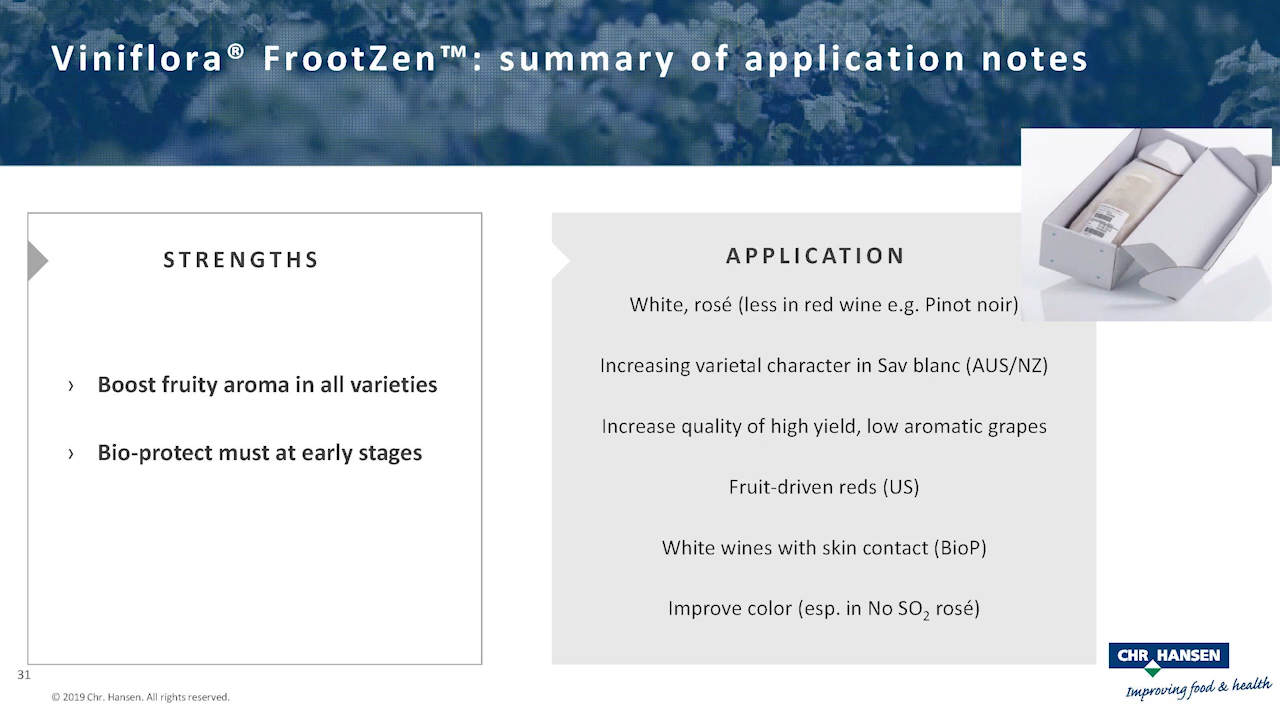 Viniflora® FrootZen™: summary of application notes
STRENGTHS
› Boost fruity aroma in all varieties
› Bio-protect must at early stages
APPLICATION
White, rosé (less in red wine e.g. Pinot noir)
Increasing varietal character in Sav blanc (AUS/NZ)
Increase quality of high yield, low aromatic grapes
Fruit-driven reds (US)
White wines with skin contact (BioP)
Improve color (esp. in No SO₂ rosé)
31
© 2019 Chr. Hansen. All rights reserved.
CHR HANSEN
Improving food & health